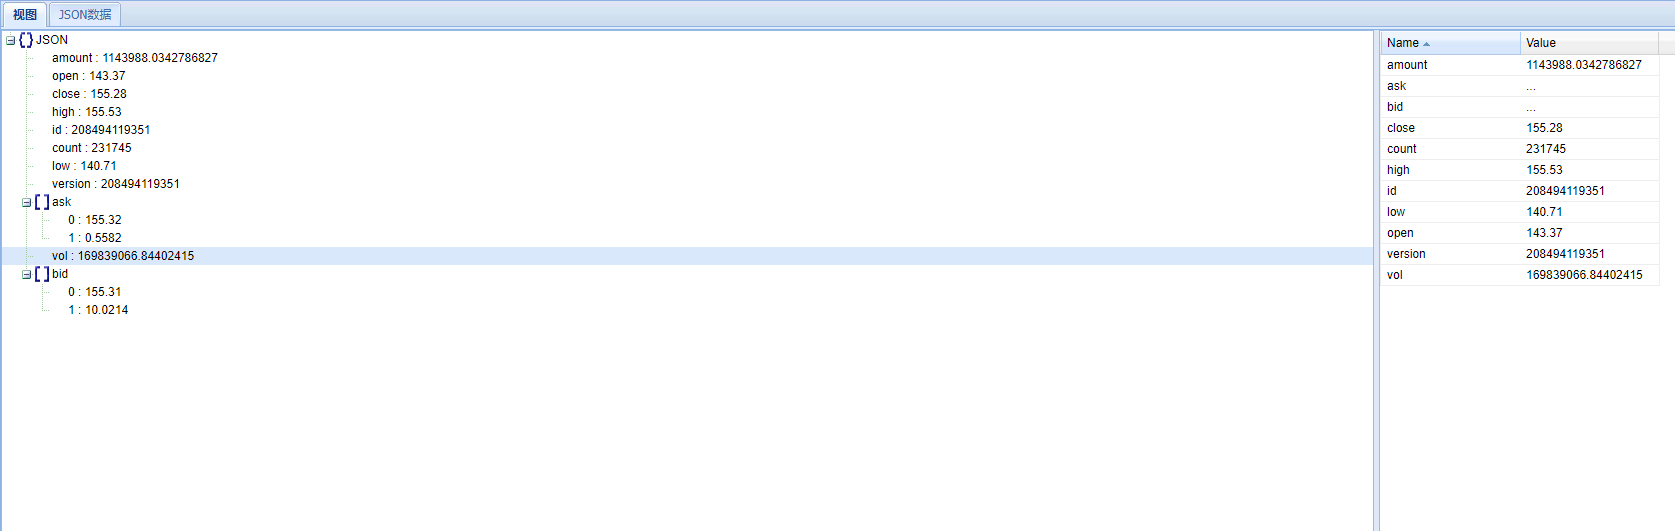 视图 JSON数据
JSON
amount : 1143988.0342786827
open : 143.37
close : 155.28
high : 155.53
id : 208494119351
count : 231745
low : 140.71
version : 208494119351
ask
0 : 155.32
1 : 0.5582
vol : 169839066.84402415
bid
0 : 155.31
1 : 10.0214
Name Value
amount 1143988.0342786827
ask ...
bid ...
close 155.28
count 231745
high 155.53
id 208494119351
low 140.71
open 143.37
version 208494119351
vol 169839066.84402415